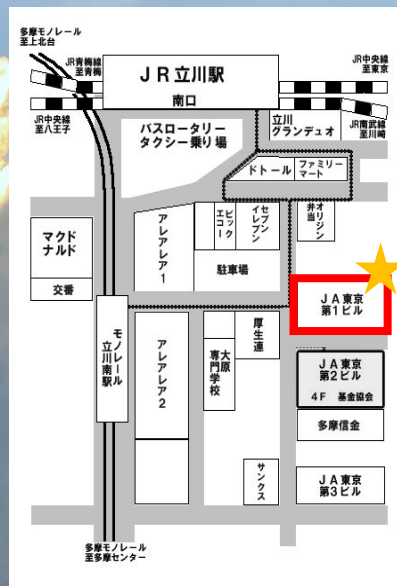 多摩モノレール
至上北台
JR青梅線
至青梅
JR立川駅
南口
JR中央線
至東京
JR中央線
至八王子
バスロータリー
タクシー乗り場
立川
グランデュオ
JR南武線
至川崎
ドトール
ファミリー
マート
マクド
ナルド
交番
アレアレア1
ビック
エコー
セブン
イレブン
オリジン
弁当
駐車場
JA東京
第1ビル
モノレール
立川南駅
アレアレア2
大原
専門学校
厚生連
JA東京
第2ビル
4F 基金協会
多摩信金
サンクス
JA東京
第3ビル
多摩モノレール
至多摩センター